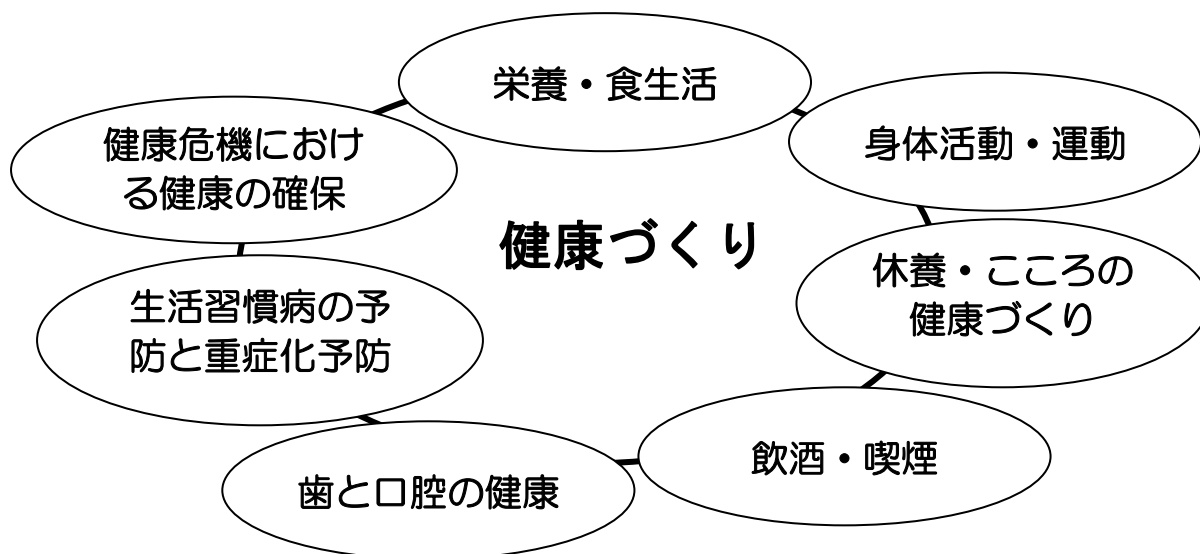 栄養・食生活
身体活動・運動
健康危機におけ
る健康の確保
健康づくり
休養・こころの
健康づくり
生活習慣病の予
防と重症化予防
飲酒・喫煙
歯と口腔の健康